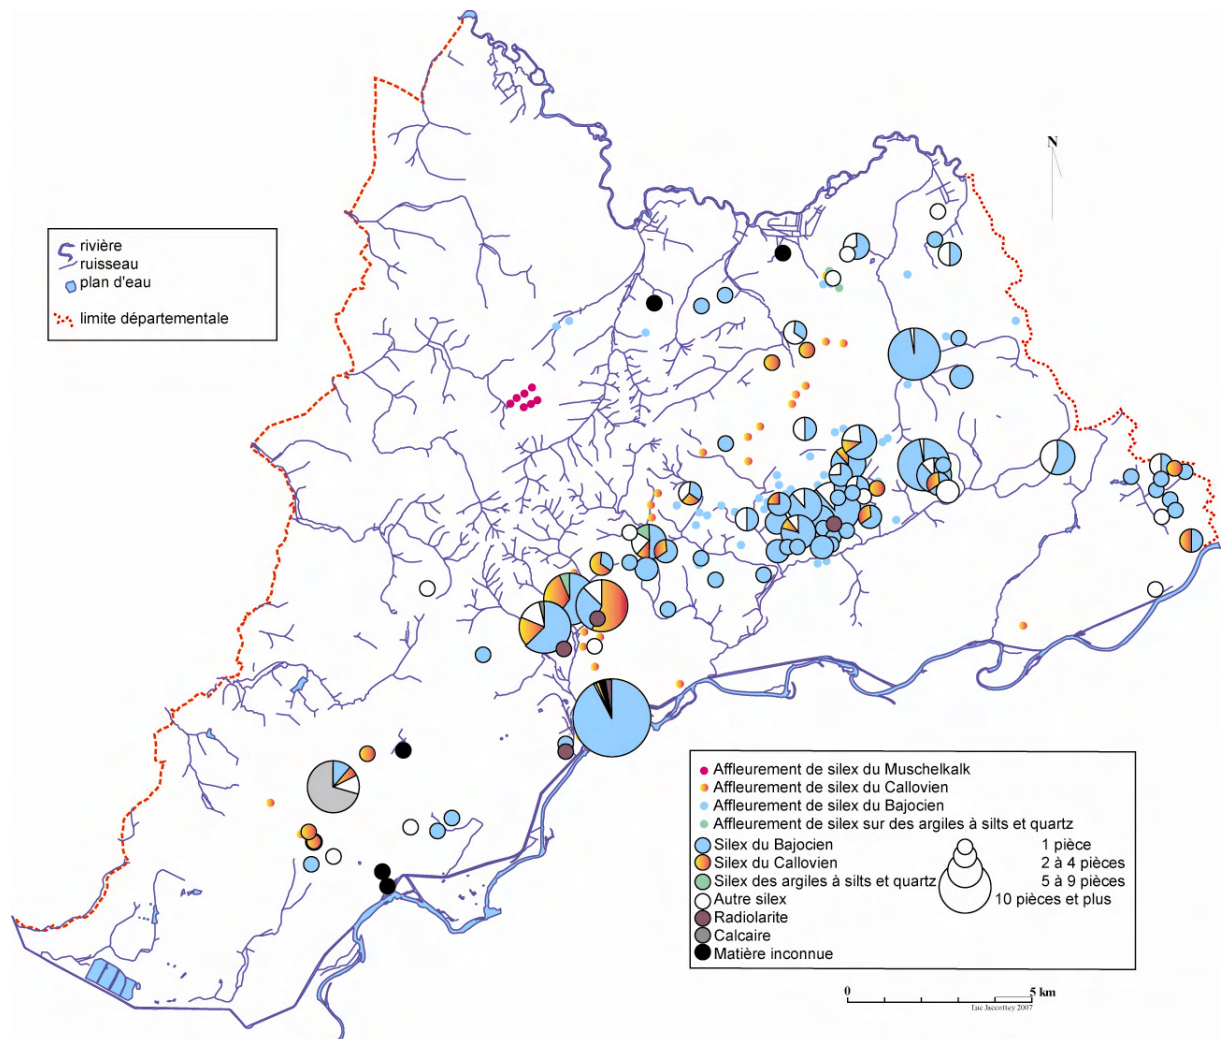 N
rivière
ruisseau
plan d'eau
limite départementale
Affleurement de silex du Muschelkalk
Affleurement de silex du Callovien
Affleurement de silex du Bajocien
Affleurement de silex sur des argiles à silts et quartz
Silex du Bajocien
Silex du Callovien
Silex des argiles à silts et quartz
Autre silex
Radiolarite
Calcaire
Matière inconnue
1 pièce
2 à 4 pièces
5 à 9 pièces
10 pièces et plus
0 5 km
Luc Jaccottey 2007